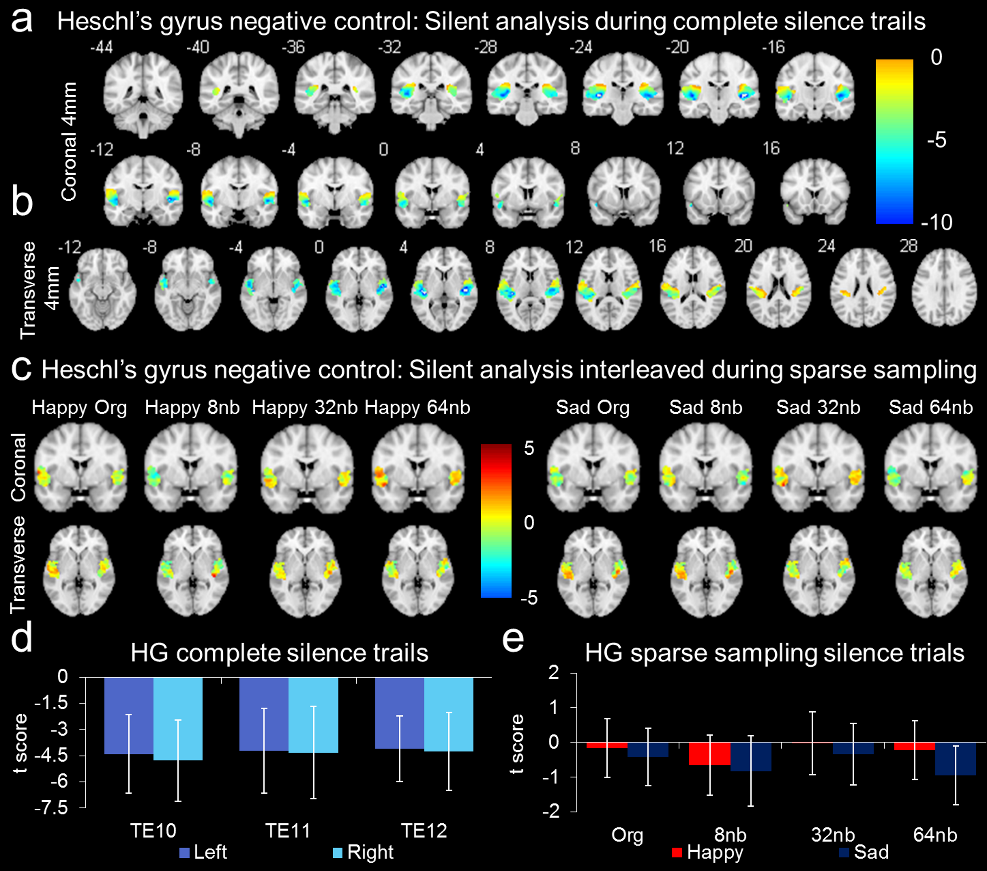 a Heschl's gyrus negative control: Silent analysis during complete silence trails
-44 -40 -36 -32 -28 -24 -20 -16
Coronal 4mm
-12 -8 -4 0 4 8 12 16
0
-5
-10
b
Transverse 4mm
-12 -8 -4 0 4 8 12 16 20 24 28
c Heschl's gyrus negative control: Silent analysis interleaved during sparse sampling
Happy Org Happy 8nb Happy 32nb Happy 64nb Sad Org Sad 8nb Sad 32nb Sad 64nb
Coronal
Transverse
5
0
-5
d
HG complete silence trails
t score
0
-1.5
-3
-4.5
-6
-7.5
TE10 TE11 TE12
Left Right
e
HG sparse sampling silence trials
t score
2
1
0
-1
-2
Org 8nb 32nb 64nb
Happy Sad